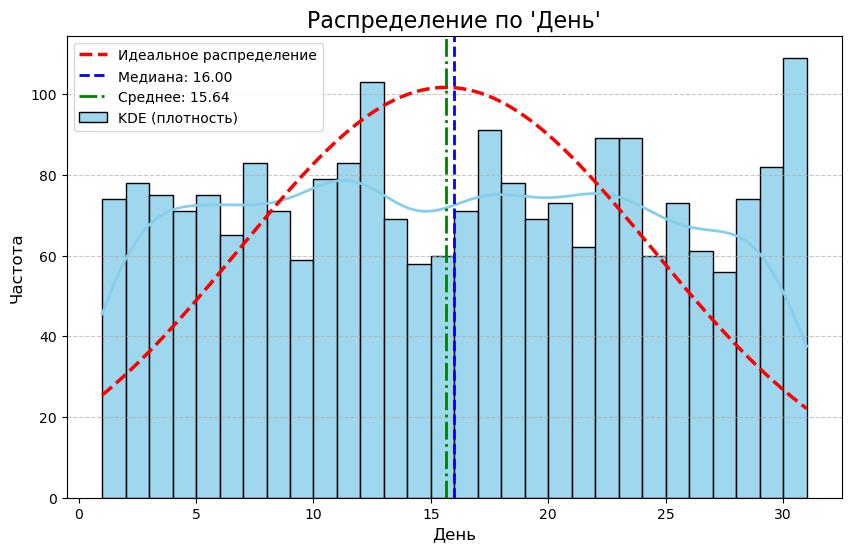 Распределение по 'День'
Идеальное распределение
Медиана: 16.00
Среднее: 15.64
KDE (плотность)
Частота
100
80
60
40
20
0
0 5 10 15 20 25 30
День